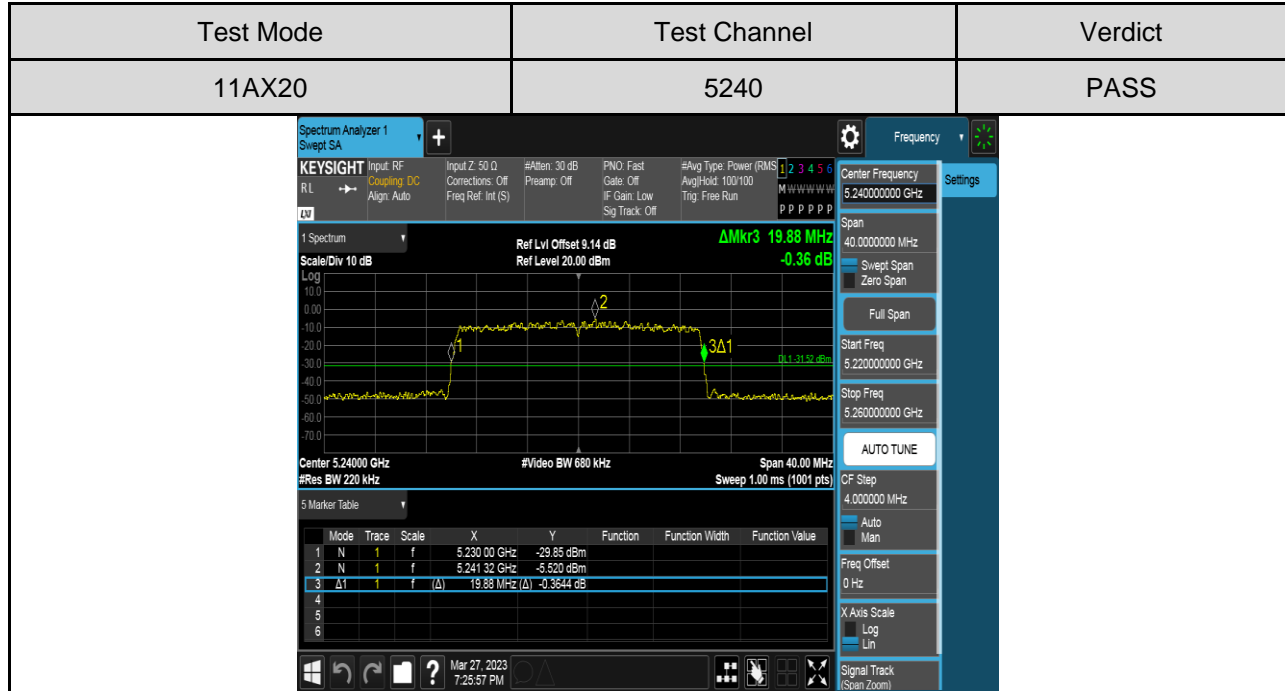 Test Mode Test Channel Verdict
11AX20 5240 PASS
Spectrum Analyzer 1
Swept SA
+
Frequency
KEYSIGHT Input: RF Input Z: 50 Ω #Atten: 30 dB PNO: Fast #Avg Type: Power (RMS 1 2 3 4 5 6
RL Coupling: DC Corrections: Off Preamp: Off Gate: Off Avg|Hold: 100/100 M W W W W W
Align: Auto Freq Ref: Int (S) IF Gain: Low Trig: Free Run
LXI Sig Track: Off P P P P P P
Center Frequency
5.240000000 GHz
Settings
1 Spectrum
Ref Lvl Offset 9.14 dB ΔMkr3 19.88 MHz
Scale/Div 10 dB Ref Level 20.00 dBm -0.36 dB
Log
10.0
0.00
-10.0
-20.0
-30.0
-40.0
-50.0
-60.0
-70.0
1
2
3Δ1
DL1 -31.52 dBm
Center 5.24000 GHz #Video BW 680 kHz Span 40.00 MHz
#Res BW 220 kHz Sweep 1.00 ms (1001 pts)
Span
40.0000000 MHz
Swept Span
Zero Span
Full Span
Start Freq
5.220000000 GHz
Stop Freq
5.260000000 GHz
AUTO TUNE
CF Step
4.000000 MHz
Auto
Man
Freq Offset
0 Hz
X Axis Scale
Log
Lin
Signal Track
(Span Zoom)
5 Marker Table
Mode Trace Scale X Y Function Function Width Function Value
1 N 1 f 5.230 00 GHz -29.85 dBm
2 N 1 f 5.241 32 GHz -5.520 dBm
3 Δ1 1 f (Δ) 19.88 MHz (Δ) -0.3644 dB
4
5
6
? Mar 27, 2023
7:25:57 PM